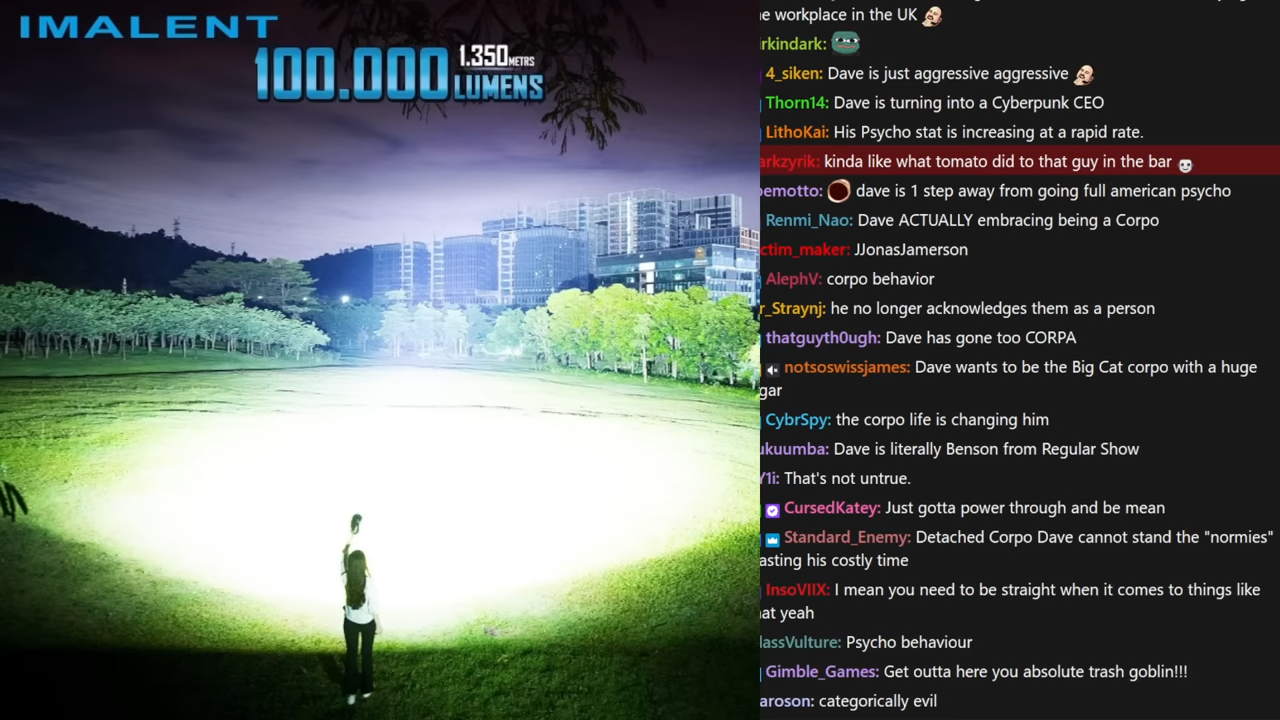 IMALENT
100.000 1.350 METRS LUMENS
workplace in the UK
irkindark:
4_siken: Dave is just aggressive aggressive
Thorn14: Dave is turning into a Cyberpunk CEO
LithoKai: His Psycho stat is increasing at a rapid rate.
arkzyrik: kinda like what tomato did to that guy in the bar
oemotto: dave is 1 step away from going full american psycho
Renmi_Nao: Dave ACTUALLY embracing being a Corpo
ctim_maker: JJonasJamerson
AlephV: corpo behavior
r_Straynj: he no longer acknowledges them as a person
thatguyth0ugh: Dave has gone too CORPA
notsoswissjames: Dave wants to be the Big Cat corpo with a huge
gar
CybrSpy: the corpo life is changing him
ukuumba: Dave is literally Benson from Regular Show
Y1i: That's not untrue.
CursedKatey: Just gotta power through and be mean
Standard_Enemy: Detached Corpo Dave cannot stand the "normies"
asting his costly time
InsoVIIX: I mean you need to be straight when it comes to things like
at yeah
lassVulture: Psycho behaviour
Gimble_Games: Get outta here you absolute trash goblin!!!
aroson: categorically evil